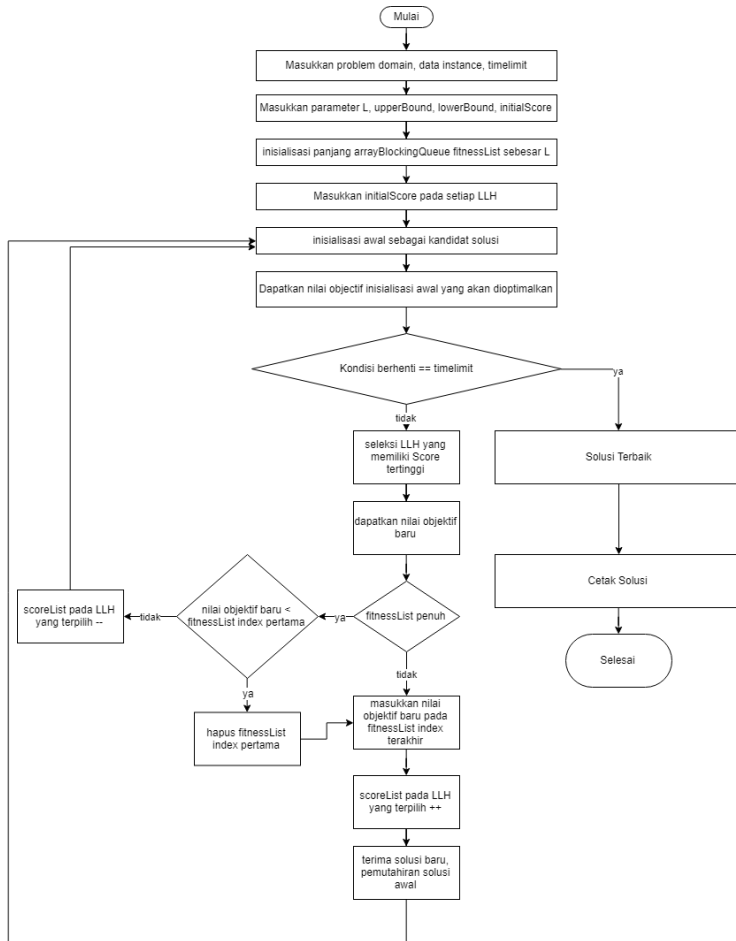 Mulai
Masukkan problem domain, data instance, timelimit
Masukkan parameter L, upperBound, lowerBound, initialScore
inisialisasi panjang arrayBlockingQueue fitnessList sebesar L
Masukkan initialScore pada setiap LLH
inisialisasi awal sebagai kandidat solusi
Dapatkan nilai objectif inisialisasi awal yang akan dioptimalkan
Kondisi berhenti == timelimit
ya
tidak
seleksi LLH yang
memiliki Score
tertinggi
Solusi Terbaik
dapatkan nilai objektif
baru
Cetak Solusi
fitnessList penuh
ya
nilai objektif baru <
fitnessList index pertama
tidak
scoreList pada LLH
yang terpilih --
Selesai
tidak
ya
hapus fitnessList
index pertama
masukkan nilai
objektif baru pada
fitnessList index
terakhir
scoreList pada LLH
yang terpilih ++
terima solusi baru,
pemutahiran solusi
awal